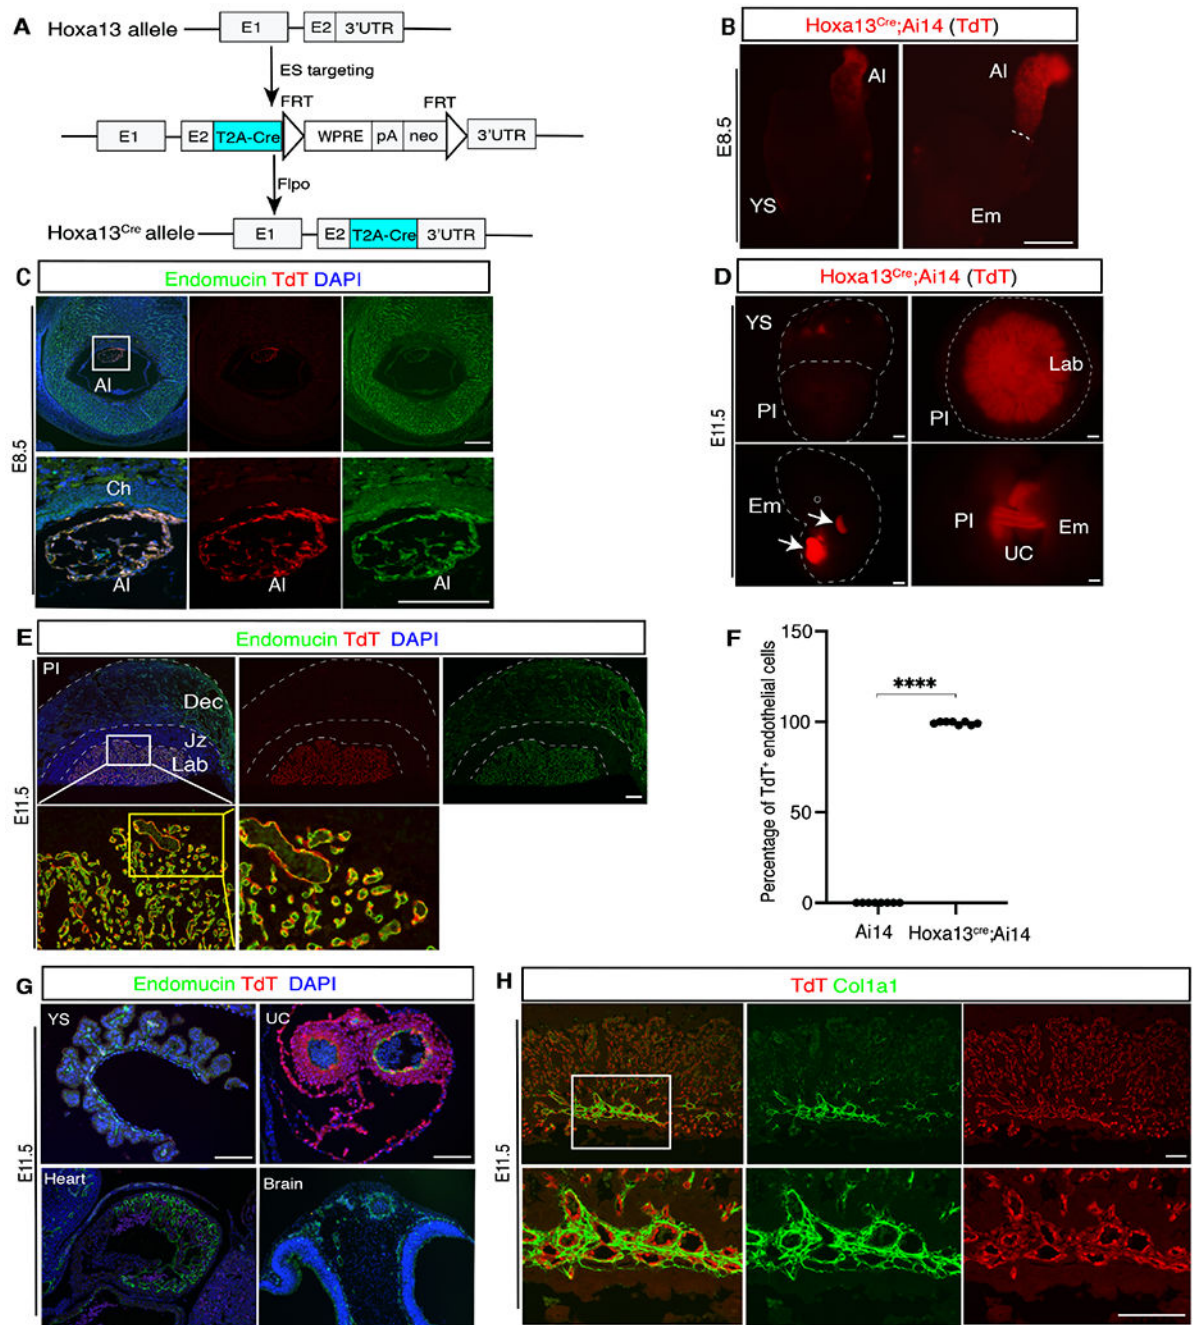 A
Hoxa13 allele
E1
E2
3'UTR
ES targeting
FRT
FRT
E1
E2
T2A-Cre
WPRE
pA
neo
3'UTR
Flpo
Hoxa13Cre allele
E1
E2
T2A-Cre
3'UTR
B
Hoxa13Cre;Ai14 (TdT)
E8.5
Al
YS
Al
Em
C
Endomucin TdT DAPI
E8.5
Al
Ch
Al
Al
Al
D
Hoxa13Cre;Ai14 (TdT)
E11.5
YS
Pl
Lab
Pl
Em
Pl
Em
UC
E
Endomucin TdT DAPI
E11.5
Pl
Dec
Jz
Lab
F
Percentage of TdT+ endothelial cells
150
100
50
0
****
Ai14
Hoxa13cre;Ai14
G
Endomucin TdT DAPI
E11.5
YS
UC
Heart
Brain
H
TdT Col1a1
E11.5